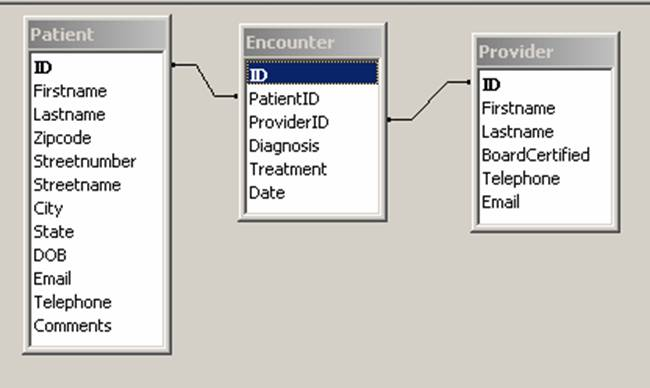 Patient
ID
Firstname
Lastname
Zipcode
Streetnumber
Streetname
City
State
DOB
Email
Telephone
Comments
Encounter
ID
PatientID
ProviderID
Diagnosis
Treatment
Date
Provider
ID
Firstname
Lastname
BoardCertified
Telephone
Email